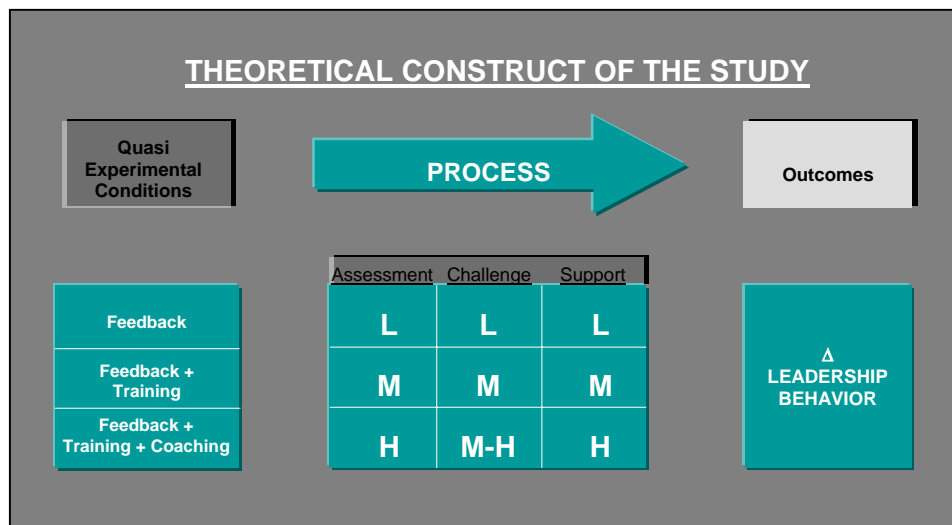 THEORETICAL CONSTRUCT OF THE STUDY
Quasi
Experimental
Conditions
PROCESS
Outcomes
Assessment Challenge Support
Feedback
L L L
Feedback +
Training
M M M
Feedback +
Training + Coaching
H M-H H
Δ
LEADERSHIP
BEHAVIOR